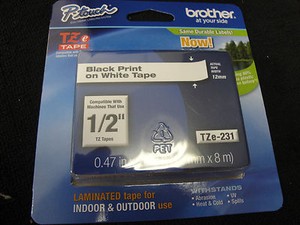 P-touch
brother
at your side
TZe
TAPE
Same Durable Labels!
Now!
Black Print
on White Tape
12mm
Compatible With
Machines That Use
1/2"
TZ Tapes
TZe-231
PET
0.47 in
m x 8 m)
LAMINATED tape for
INDOOR & OUTDOOR use
WITHSTANDS
• Abrasion
• UV
• Heat & Cold
• Spills